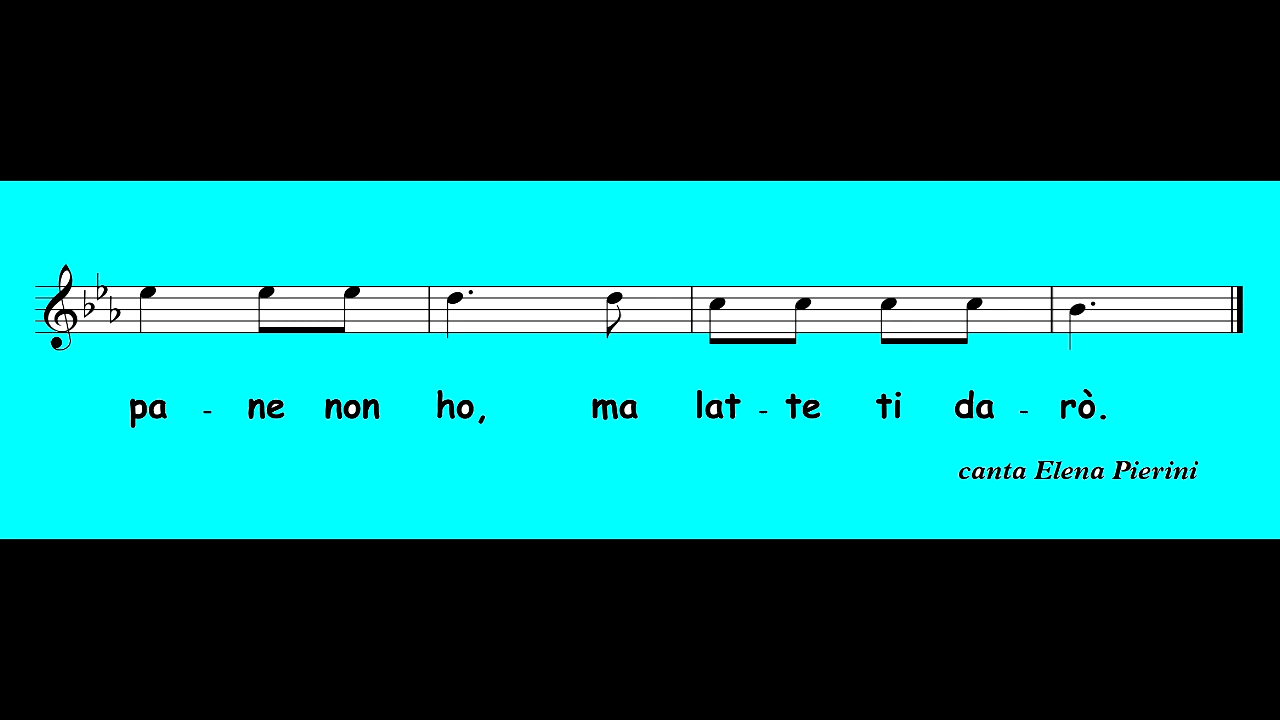 pa - ne non ho, ma lat - te ti da - rò.
canta Elena Pierini